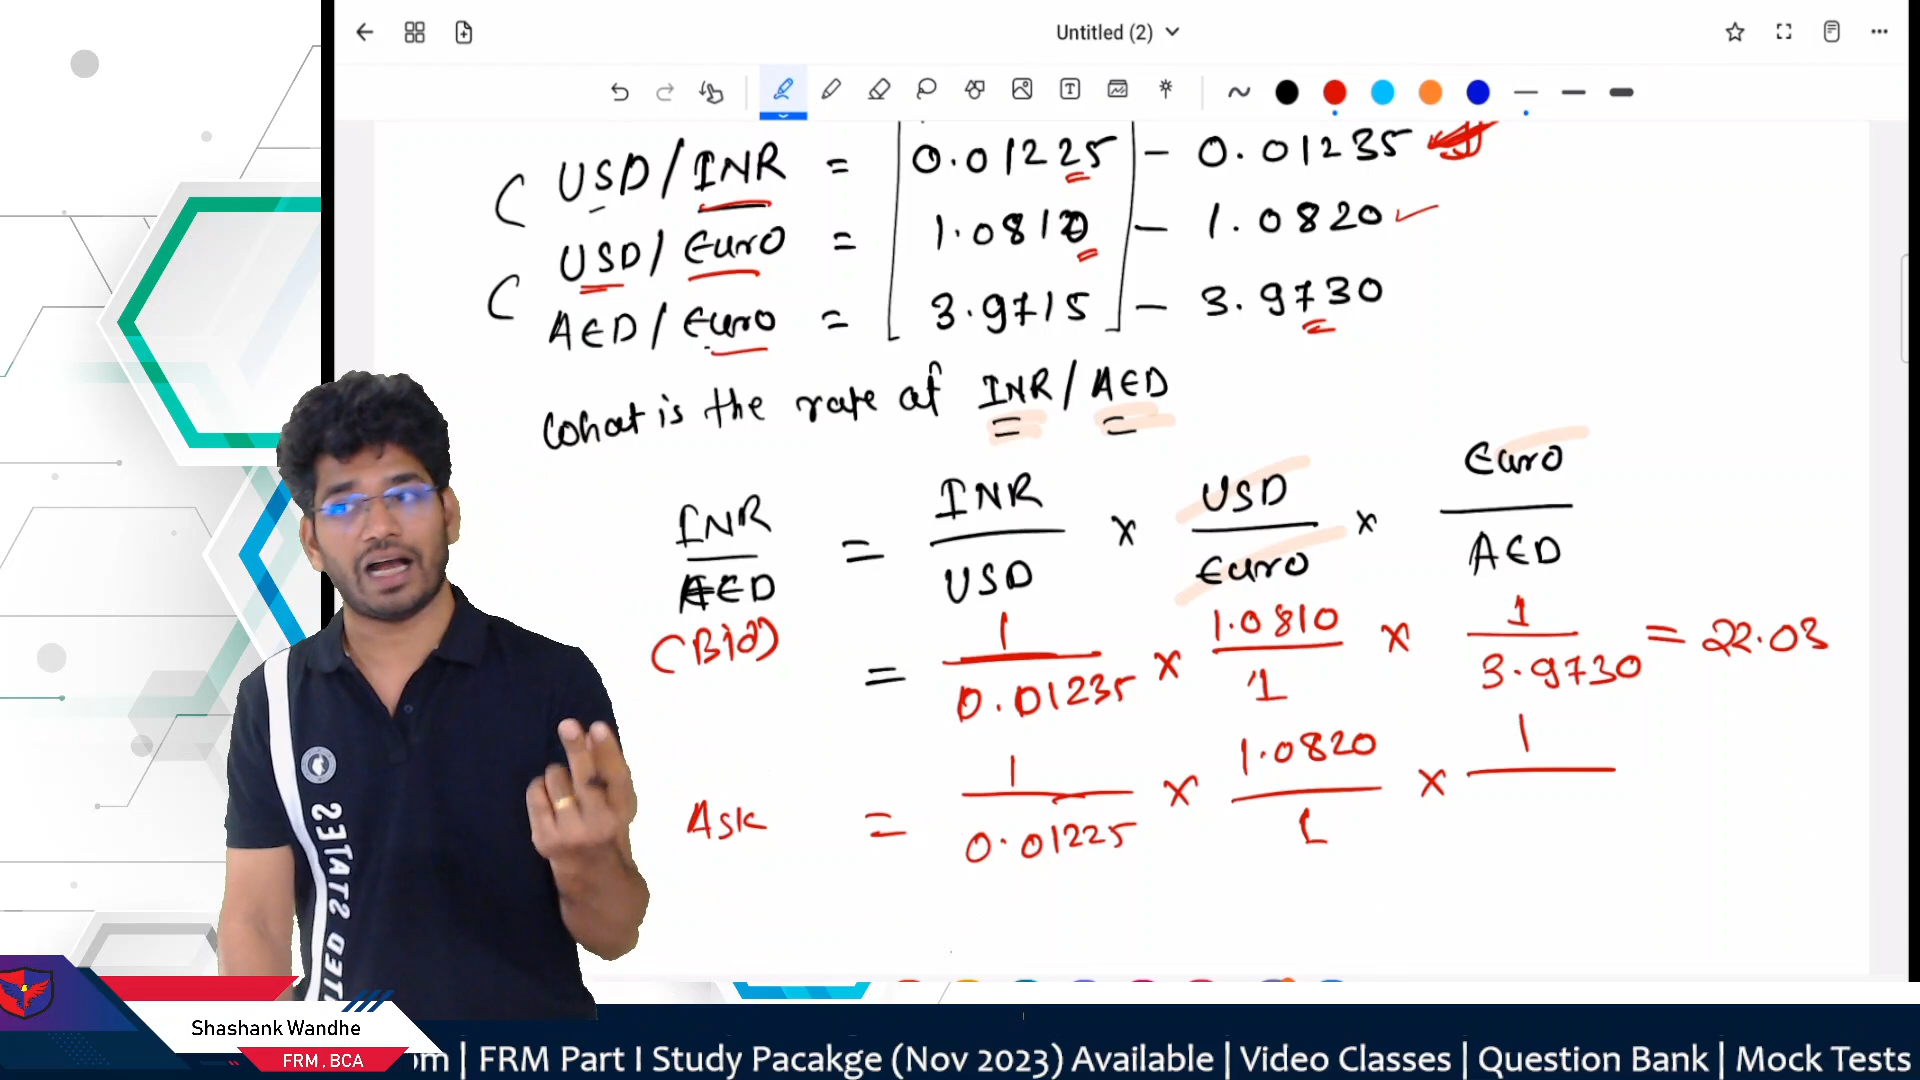 Untitled (2)
USD/INR = 0.01225 - 0.01235
USD/Euro = 1.0810 - 1.0820
AED/Euro = 3.9715 - 3.9730
What is the rate of INR/AED
INR/AED = INR/USD x USD/Euro x Euro/AED
(Bid) = 1/0.01235 x 1.0810/1 x 1/3.9730 = 22.03
Ask = 1/0.01225 x 1.0820/1 x 1/
Shashank Wandhe
FRM , BCA
om | FRM Part I Study Pacakge (Nov 2023) Available | Video Classes | Question Bank | Mock Tests